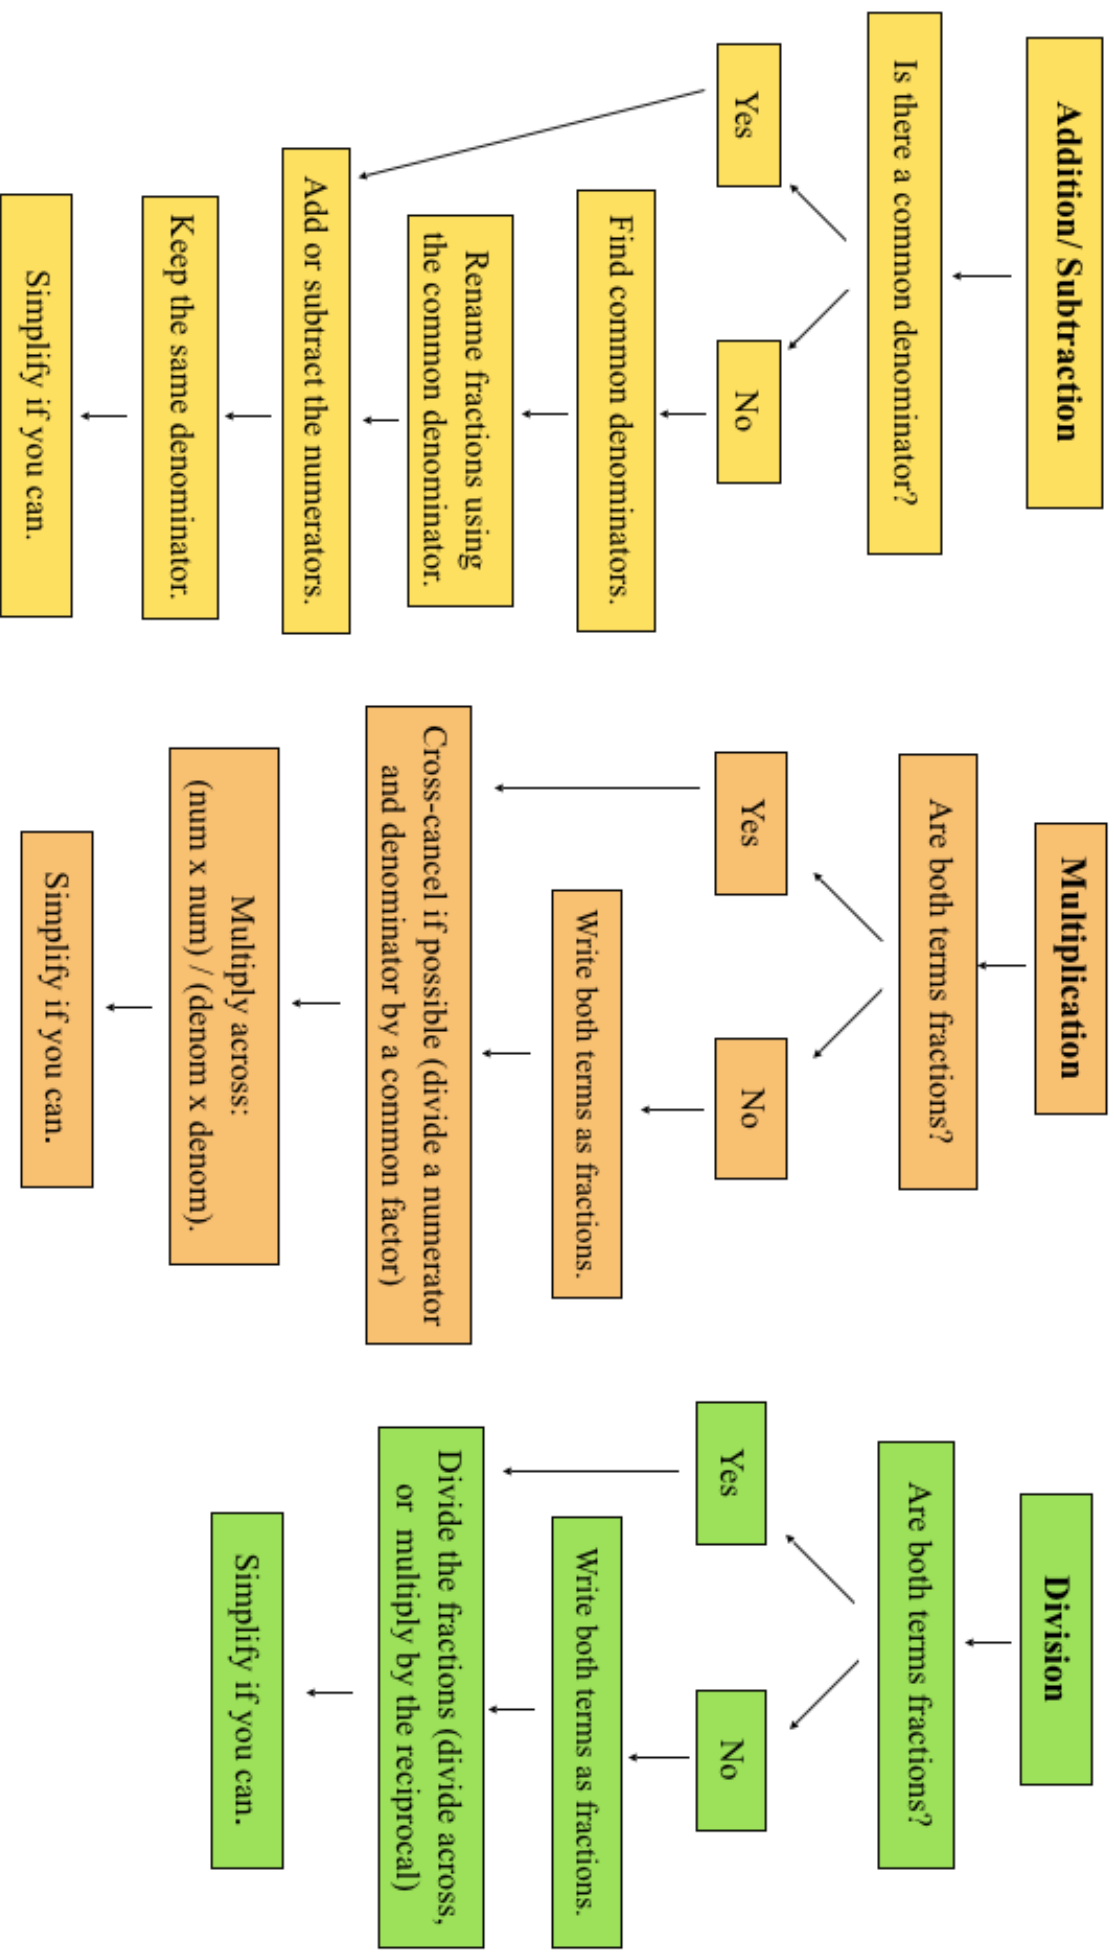 Addition/ Subtraction
Is there a common denominator?
Yes
No
Find common denominators.
Rename fractions using
the common denominator.
Add or subtract the numerators.
Keep the same denominator.
Simplify if you can.
Multiplication
Are both terms fractions?
Yes
No
Write both terms as fractions.
Cross-cancel if possible (divide a numerator
and denominator by a common factor)
Multiply across:
(num x num) / (denom x denom).
Simplify if you can.
Division
Are both terms fractions?
Yes
No
Write both terms as fractions.
Divide the fractions (divide across,
or multiply by the reciprocal)
Simplify if you can.